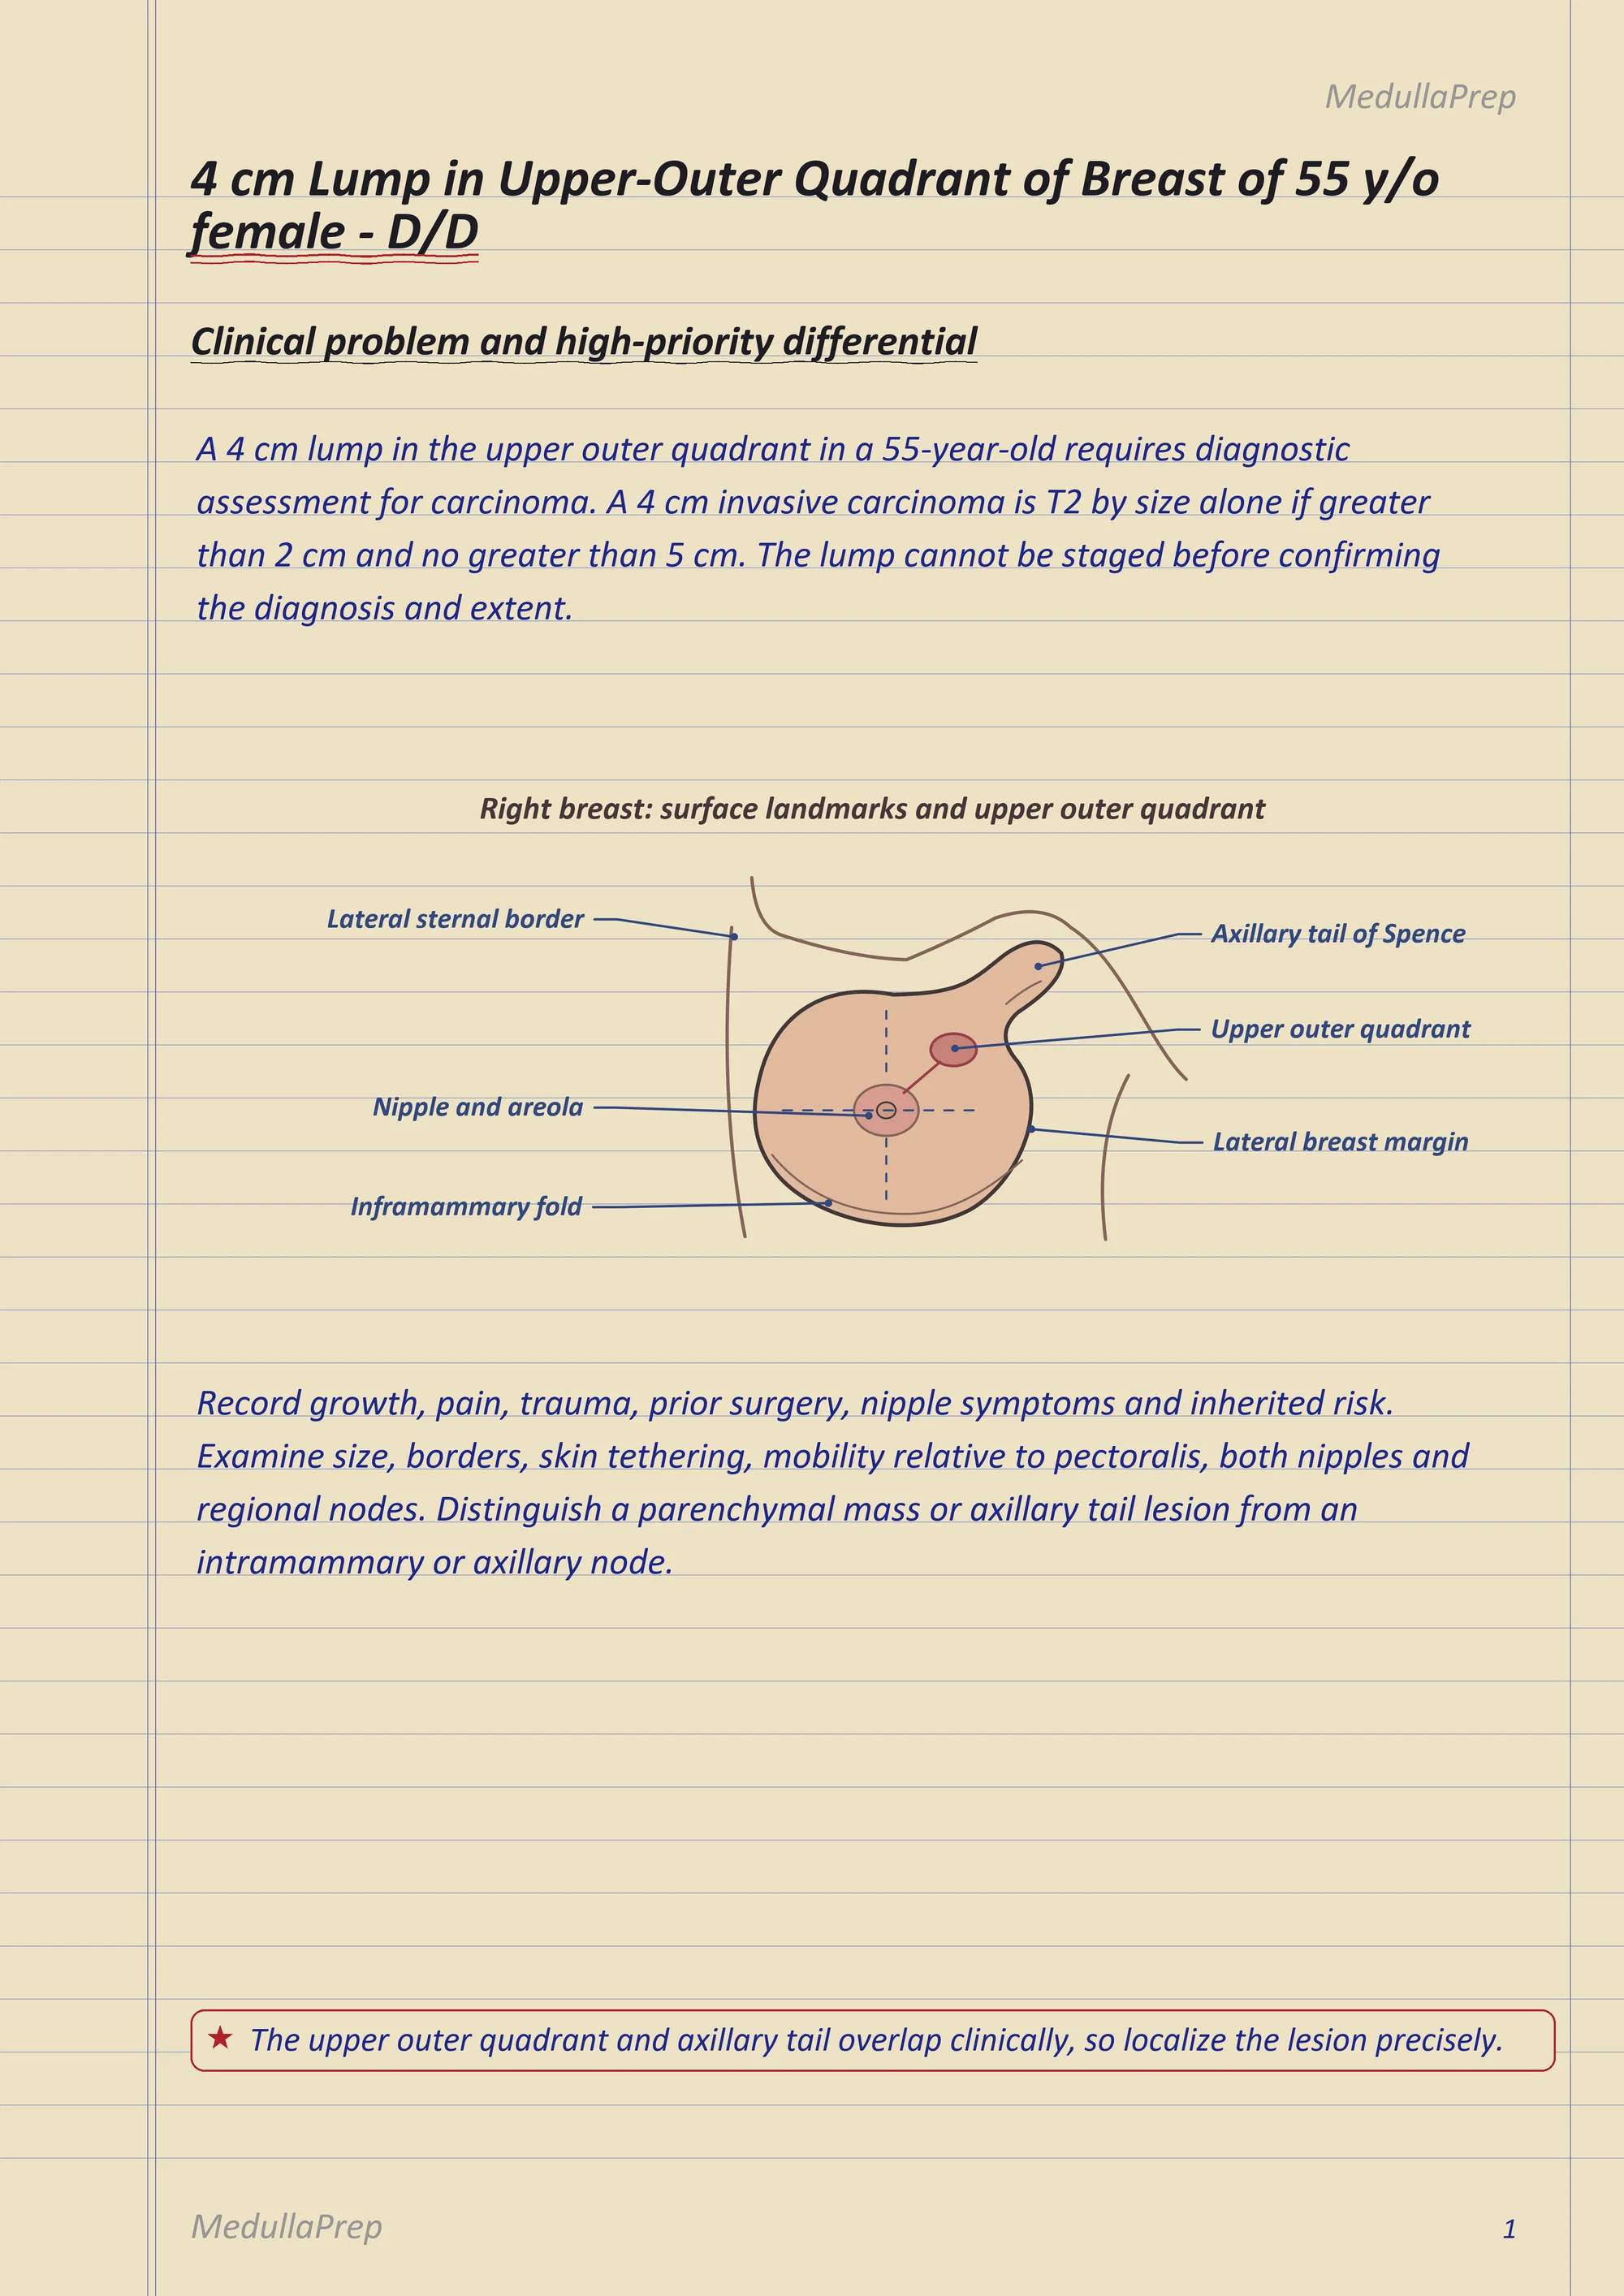 MedullaPrep
4 cm Lump in Upper-Outer Quadrant of Breast of 55 y/o
female - D/D
Clinical problem and high-priority differential
A 4 cm lump in the upper outer quadrant in a 55-year-old requires diagnostic
assessment for carcinoma. A 4 cm invasive carcinoma is T2 by size alone if greater
than 2 cm and no greater than 5 cm. The lump cannot be staged before confirming
the diagnosis and extent.
Right breast: surface landmarks and upper outer quadrant
Lateral sternal border
Axillary tail of Spence
Upper outer quadrant
Nipple and areola
Lateral breast margin
Inframammary fold
Record growth, pain, trauma, prior surgery, nipple symptoms and inherited risk.
Examine size, borders, skin tethering, mobility relative to pectoralis, both nipples and
regional nodes. Distinguish a parenchymal mass or axillary tail lesion from an
intramammary or axillary node.
★ The upper outer quadrant and axillary tail overlap clinically, so localize the lesion precisely.
MedullaPrep
1